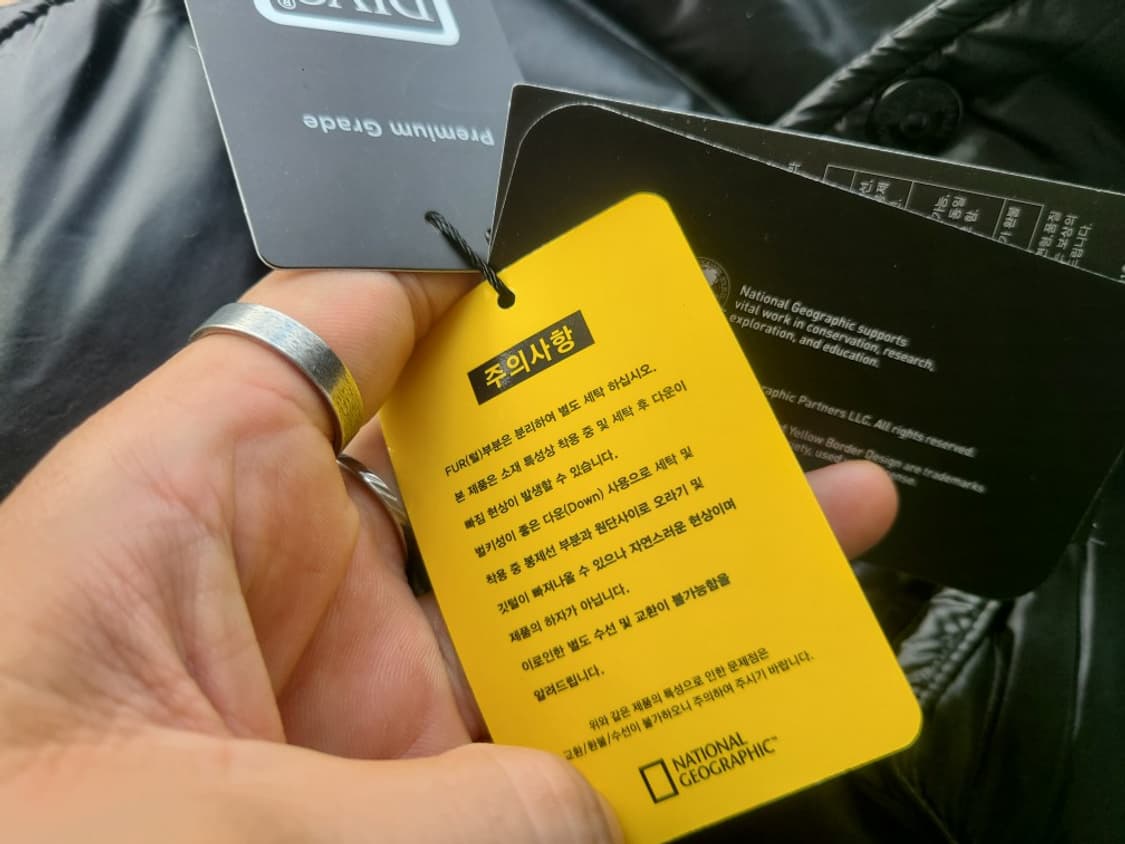 Premium Grade
주의사항
FUR(털)부분은 분리하여 별도 세탁 하십시오.
본 제품은 소재 특성상 착용 중 및 세탁 후 다운이
빠짐 현상이 발생할 수 있습니다.
벌키성이 좋은 다운(Down) 사용으로 세탁 및
착용 중 봉제선 부분과 원단사이로 오라기 및
깃털이 빠져나올 수 있으나 자연스러운 현상이며
제품의 하자가 아닙니다.
이로인한 별도 수선 및 교환이 불가능함을
알려드립니다.
위와 같은 제품의 특성으로 인한 문제점은
교환/환불/수선이 불가하오니 주의하여 주시기 바랍니다.
NATIONAL
GEOGRAPHIC™
National Geographic supports
vital work in conservation, research,
exploration, and education.
Partners LLC. All rights reserved.
Yellow Border Design are trademarks
used